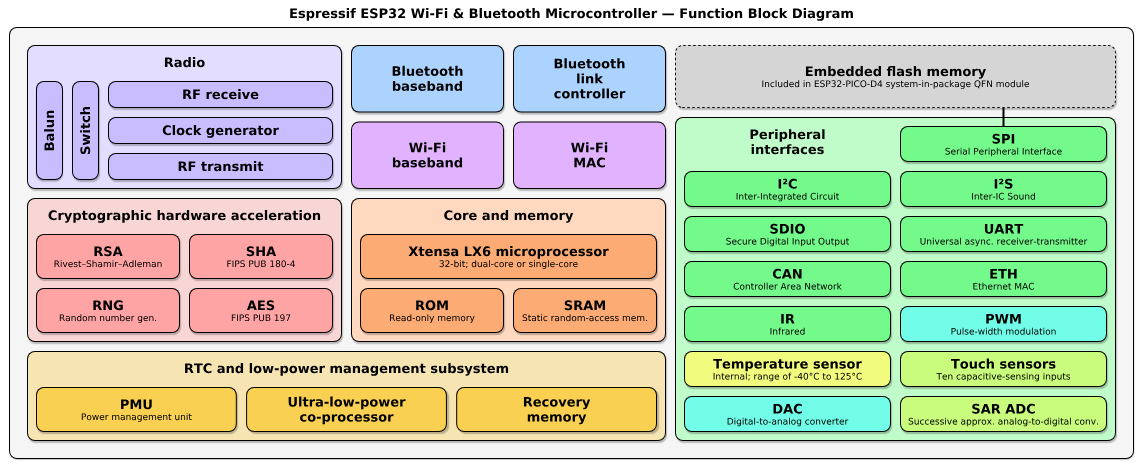 Espressif ESP32 Wi-Fi & Bluetooth Microcontroller — Function Block Diagram
Radio
Balun
Switch
RF receive
Clock generator
RF transmit
Bluetooth
baseband
Bluetooth
link
controller
Wi-Fi
baseband
Wi-Fi
MAC
Embedded flash memory
Included in ESP32-PICO-D4 system-in-package QFN module
Cryptographic hardware acceleration
RSA
Rivest–Shamir–Adleman
SHA
FIPS PUB 180-4
RNG
Random number gen.
AES
FIPS PUB 197
Core and memory
Xtensa LX6 microprocessor
32-bit; dual-core or single-core
ROM
Read-only memory
SRAM
Static random-access mem.
RTC and low-power management subsystem
PMU
Power management unit
Ultra-low-power
co-processor
Recovery
memory
Peripheral
interfaces
SPI
Serial Peripheral Interface
I²C
Inter-Integrated Circuit
I²S
Inter-IC Sound
SDIO
Secure Digital Input Output
UART
Universal async. receiver-transmitter
CAN
Controller Area Network
ETH
Ethernet MAC
IR
Infrared
PWM
Pulse-width modulation
Temperature sensor
Internal; range of -40°C to 125°C
Touch sensors
Ten capacitive-sensing inputs
DAC
Digital-to-analog converter
SAR ADC
Successive approx. analog-to-digital conv.